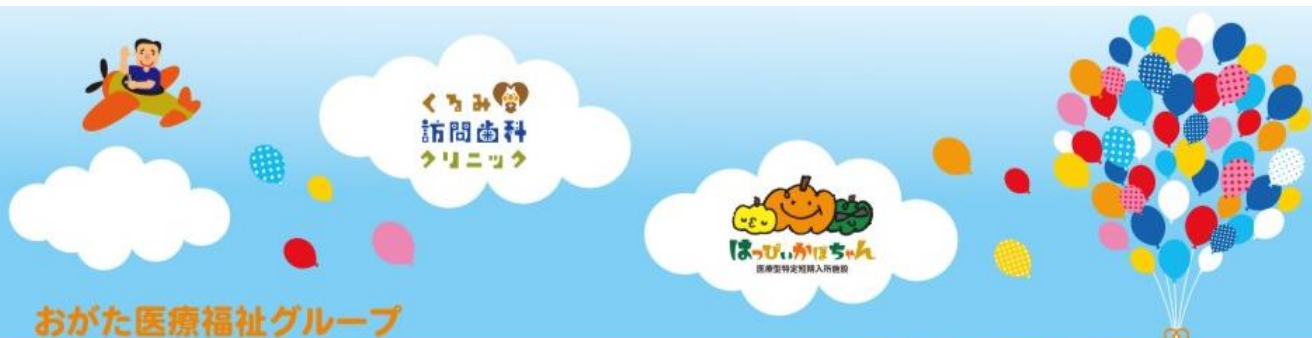 くるみ
訪問歯科
クリニック
はっぴぃかぼちゃん
医療型特定短期入所施設
おがた医療福祉グループ